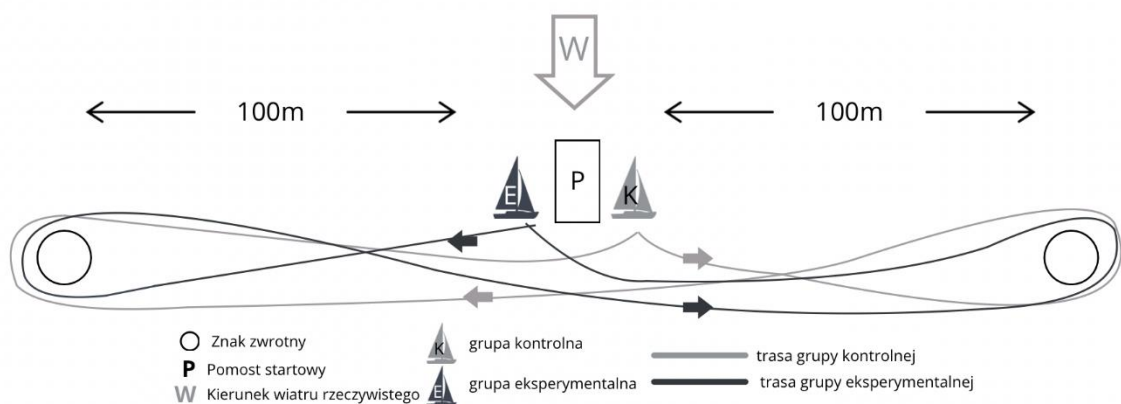 W
100m
100m
E
P
K
Znak zwrotny
P Pomost startowy
W Kierunek wiatru rzeczywistego
K grupa kontrolna
E grupa eksperymentalna
trasa grupy kontrolnej
trasa grupy eksperymentalnej